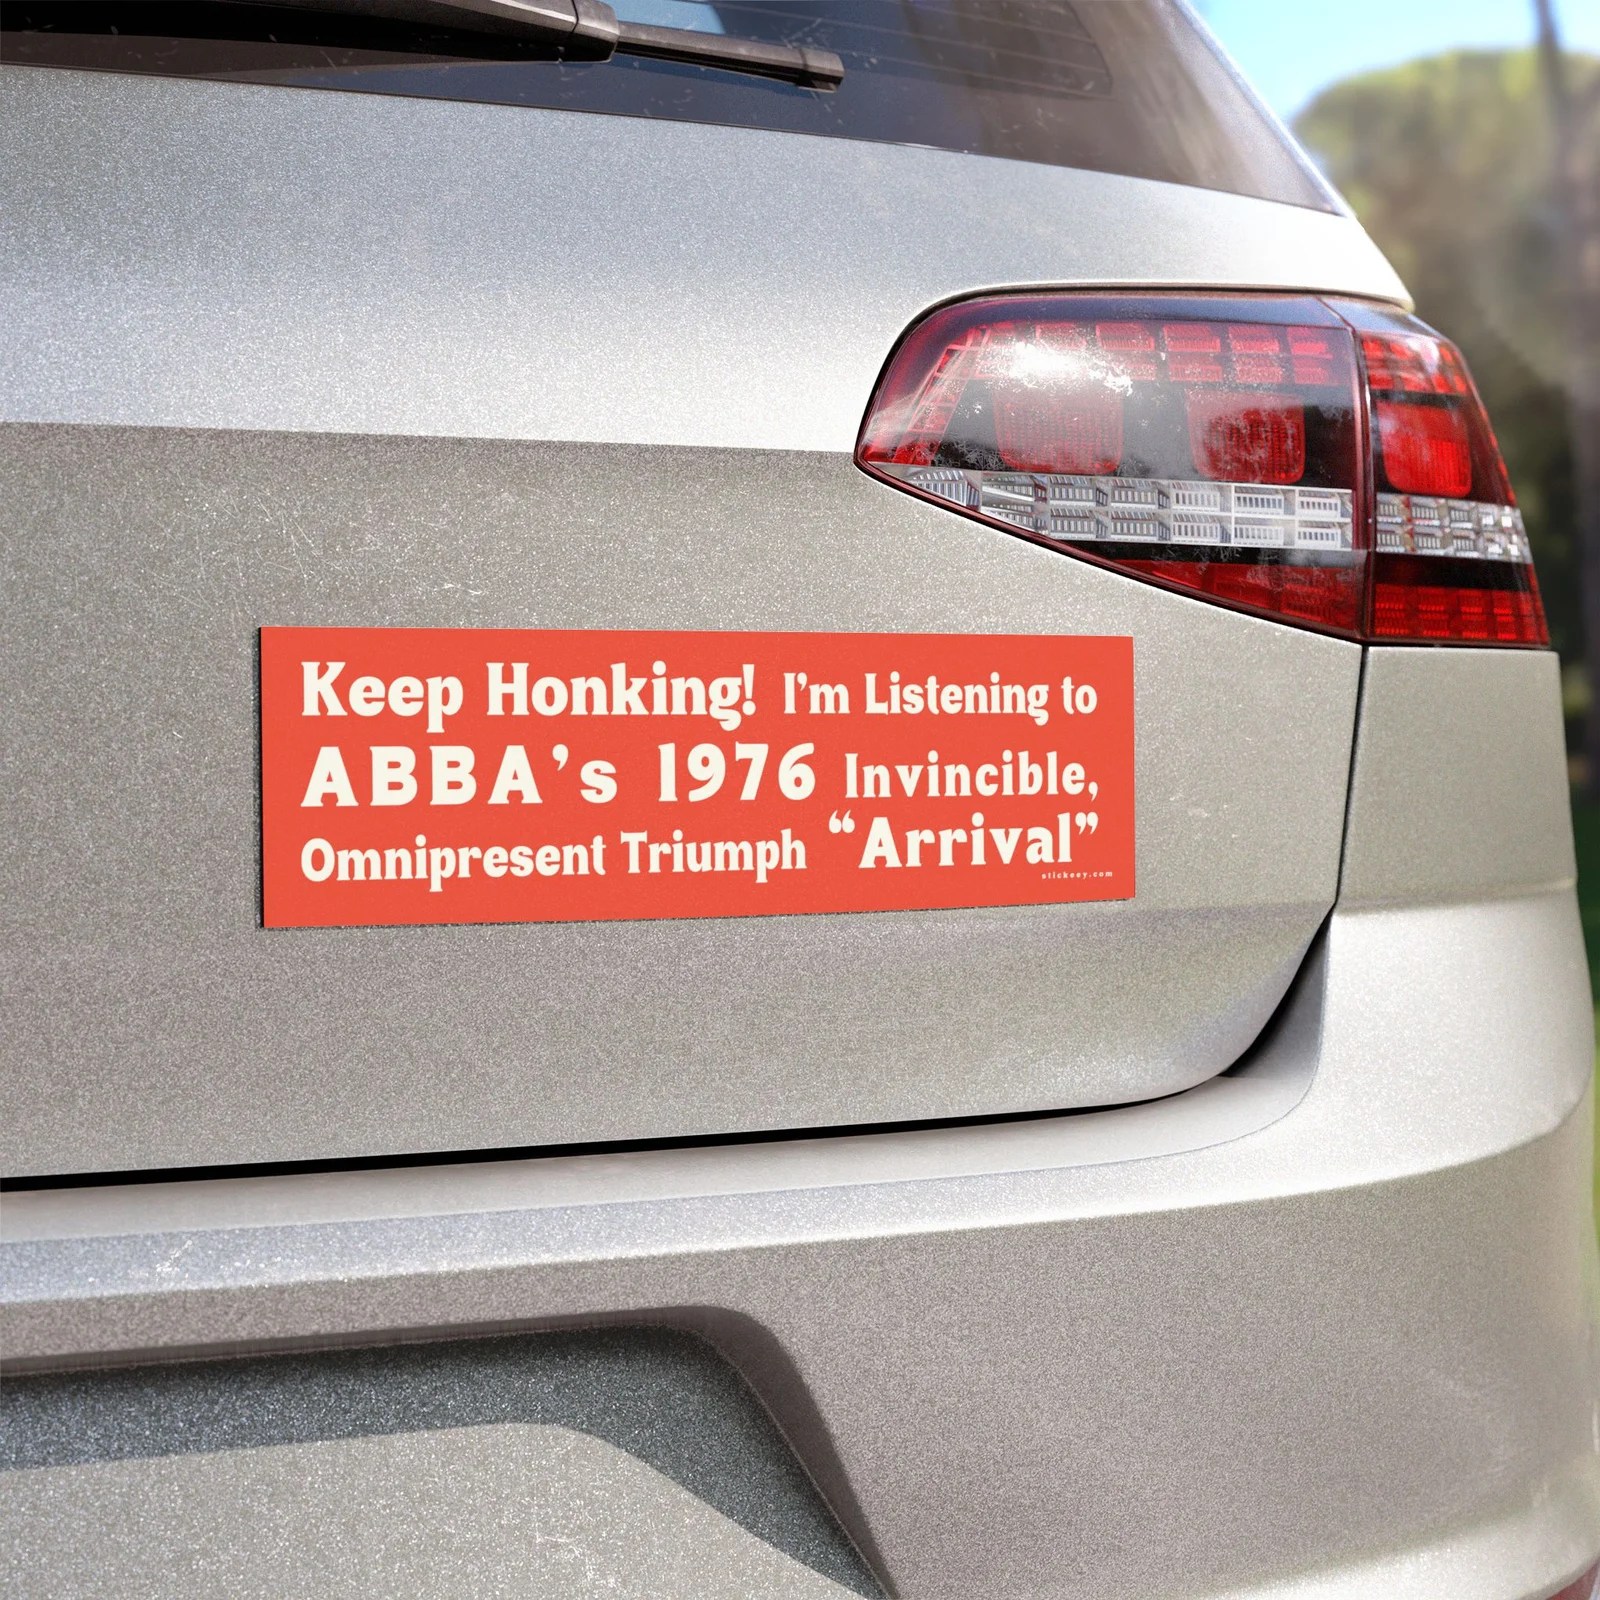 Keep Honking! I'm Listening to
ABBA's 1976 Invincible,
Omnipresent Triumph “Arrival”
stickeey.com